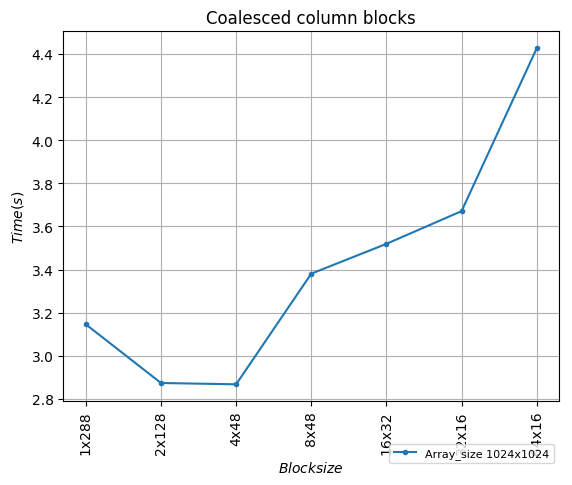 Coalesced column blocks
4.4
4.2
4.0
3.8
3.6
3.4
3.2
3.0
2.8
Time(s)
1x288
2x128
4x48
8x48
16x32
Blocksize
Array_size 1024x1024